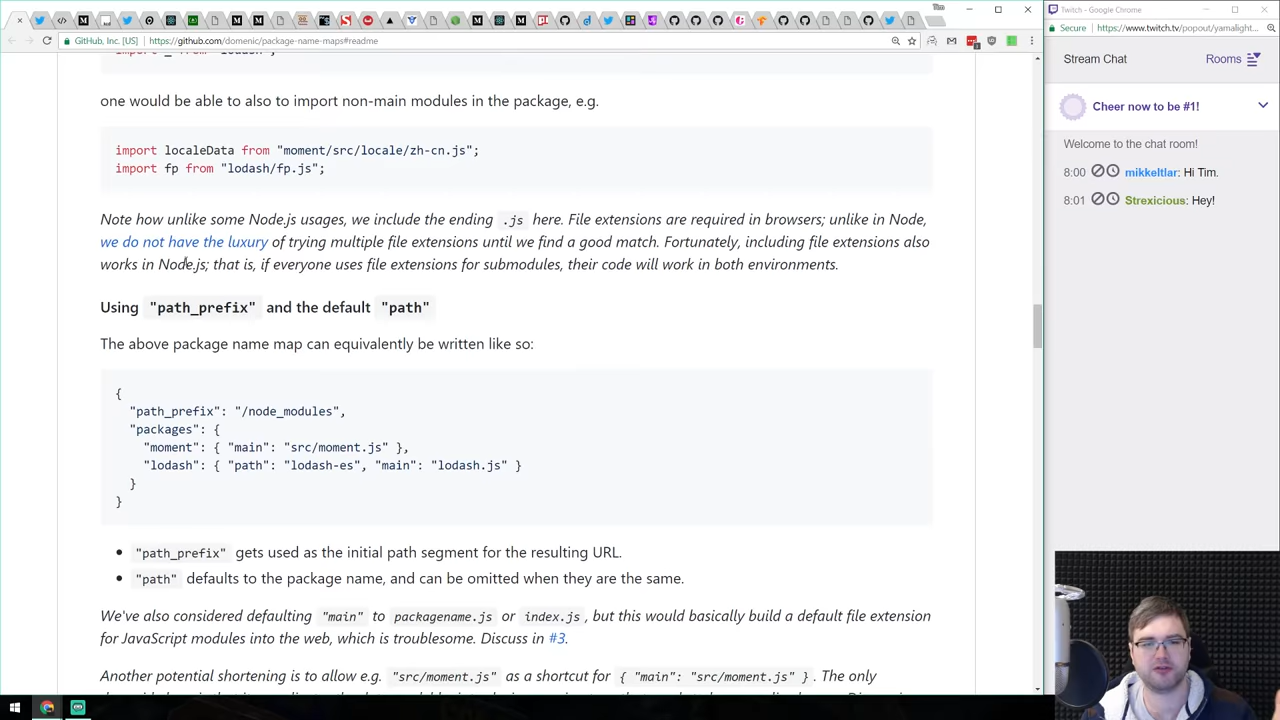 Twitch - Google Chrome
GitHub, Inc. [US]
https://github.com/domenic/package-name-maps#readme
Secure
https://www.twitch.tv/popout/yamalight
one would be able to also to import non-main modules in the package, e.g.
import localeData from "moment/src/locale/zh-cn.js";
import fp from "lodash/fp.js";
Note how unlike some Node.js usages, we include the ending .js here. File extensions are required in browsers; unlike in Node,
we do not have the luxury of trying multiple file extensions until we find a good match. Fortunately, including file extensions also
works in Node.js; that is, if everyone uses file extensions for submodules, their code will work in both environments.
Using "path_prefix" and the default "path"
The above package name map can equivalently be written like so:
{
"path_prefix": "/node_modules",
"packages": {
"moment": { "main": "src/moment.js" },
"lodash": { "path": "lodash-es", "main": "lodash.js" }
}
}
"path_prefix" gets used as the initial path segment for the resulting URL.
"path" defaults to the package name, and can be omitted when they are the same.
We've also considered defaulting "main" to packagename.js or index.js, but this would basically build a default file extension
for JavaScript modules into the web, which is troublesome. Discuss in #3.
Another potential shortening is to allow e.g. "src/moment.js" as a shortcut for { "main": "src/moment.js" }. The only
Stream Chat
Rooms
Cheer now to be #1!
Welcome to the chat room!
8:00 mikkeltlar: Hi Tim.
8:01 Strexicious: Hey!